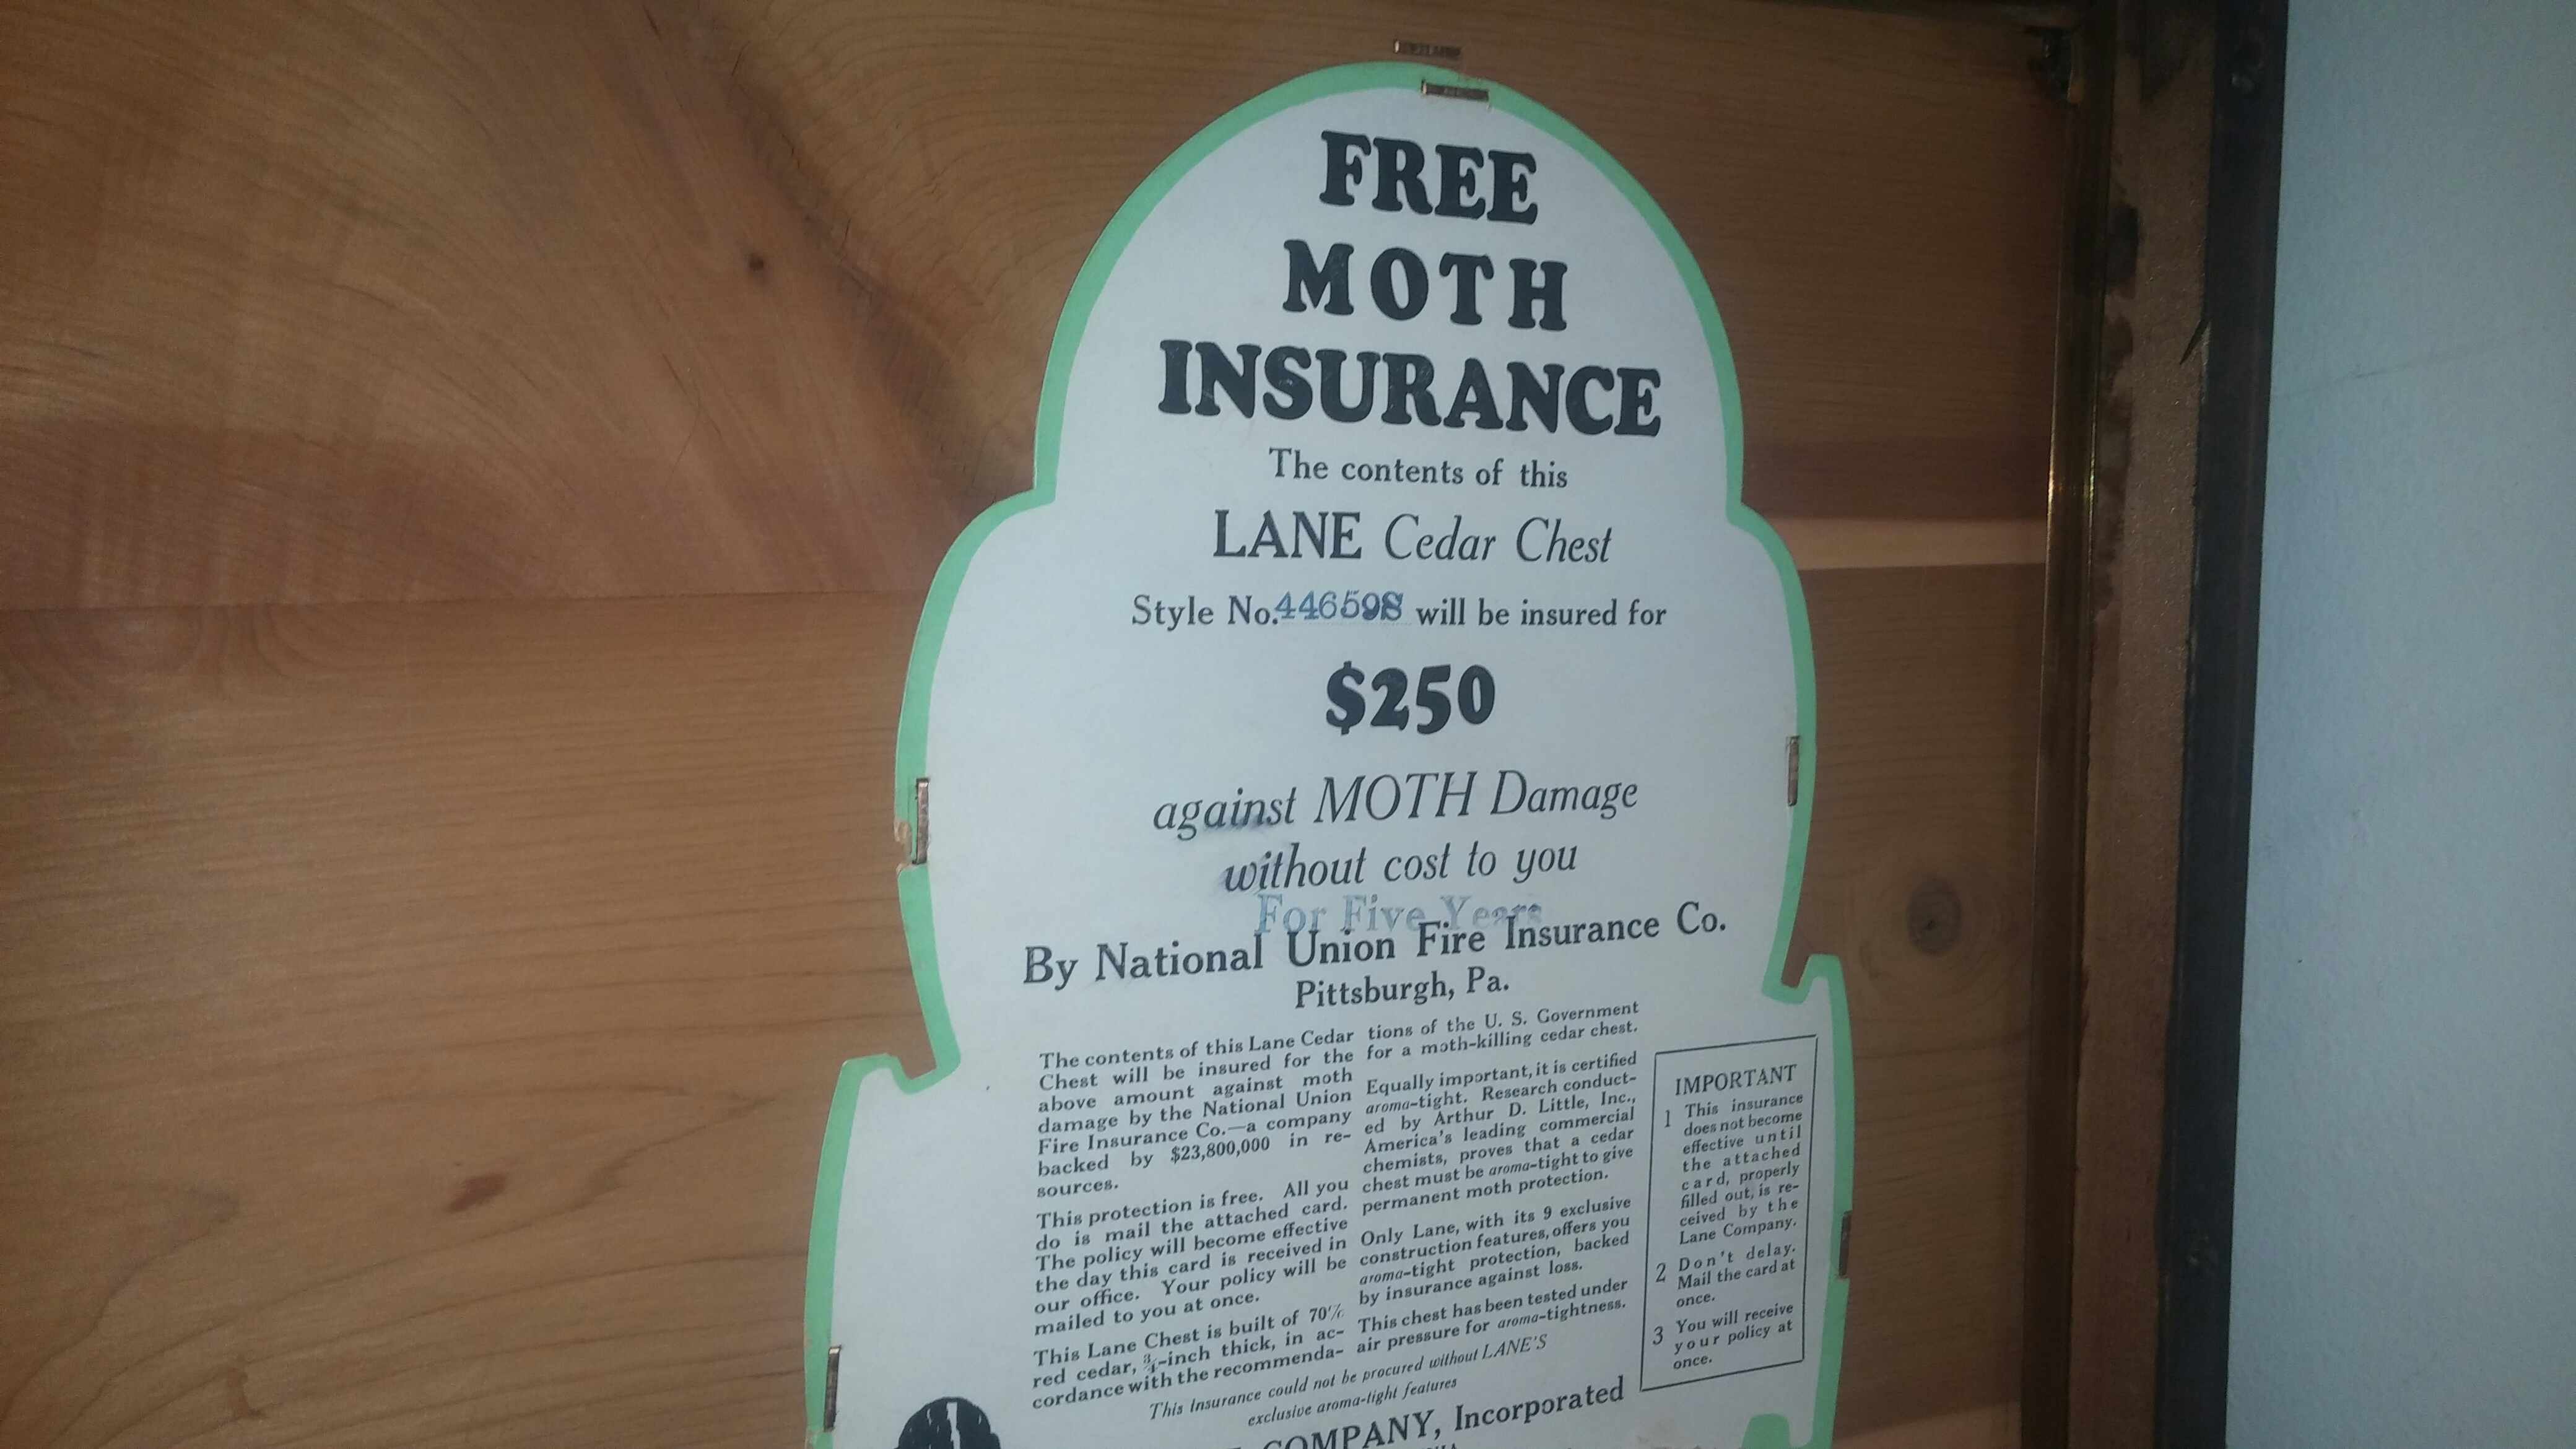 FREE
MOTH
INSURANCE
The contents of this
LANE Cedar Chest
Style No. 446598 will be insured for
$250
against MOTH Damage
without cost to you
For Five Years
By National Union Fire Insurance Co.
Pittsburgh, Pa.
The contents of this Lane Cedar
Chest will be insured for the
above amount against moth
damage by the National Union
Fire Insurance Co.—a company
backed by $23,800,000 in re-
sources.
This protection is free. All you
do is mail the attached card.
The policy will become effective
the day this card is received in
our office. Your policy will be
mailed to you at once.
This Lane Chest is built of 70%
red cedar, ¾-inch thick, in ac-
cordance with the recommenda-
tions of the U. S. Government
for a moth-killing cedar chest.
Equally important, it is certified
aroma-tight. Research conduct-
ed by Arthur D. Little, Inc.,
America's leading commercial
chemists, proves that a cedar
chest must be aroma-tight to give
permanent moth protection.
Only Lane, with its 9 exclusive
construction features, offers you
aroma-tight protection, backed
by insurance against loss.
This chest has been tested under
air pressure for aroma-tightness.
IMPORTANT
1 This insurance
does not become
effective until
the attached
card, properly
filled out, is re-
ceived by the
Lane Company.
2 Don't delay.
Mail the card at
once.
3 You will receive
your policy at
once.
This Insurance could not be procured without LANE'S
exclusive aroma-tight features
COMPANY, Incorporated